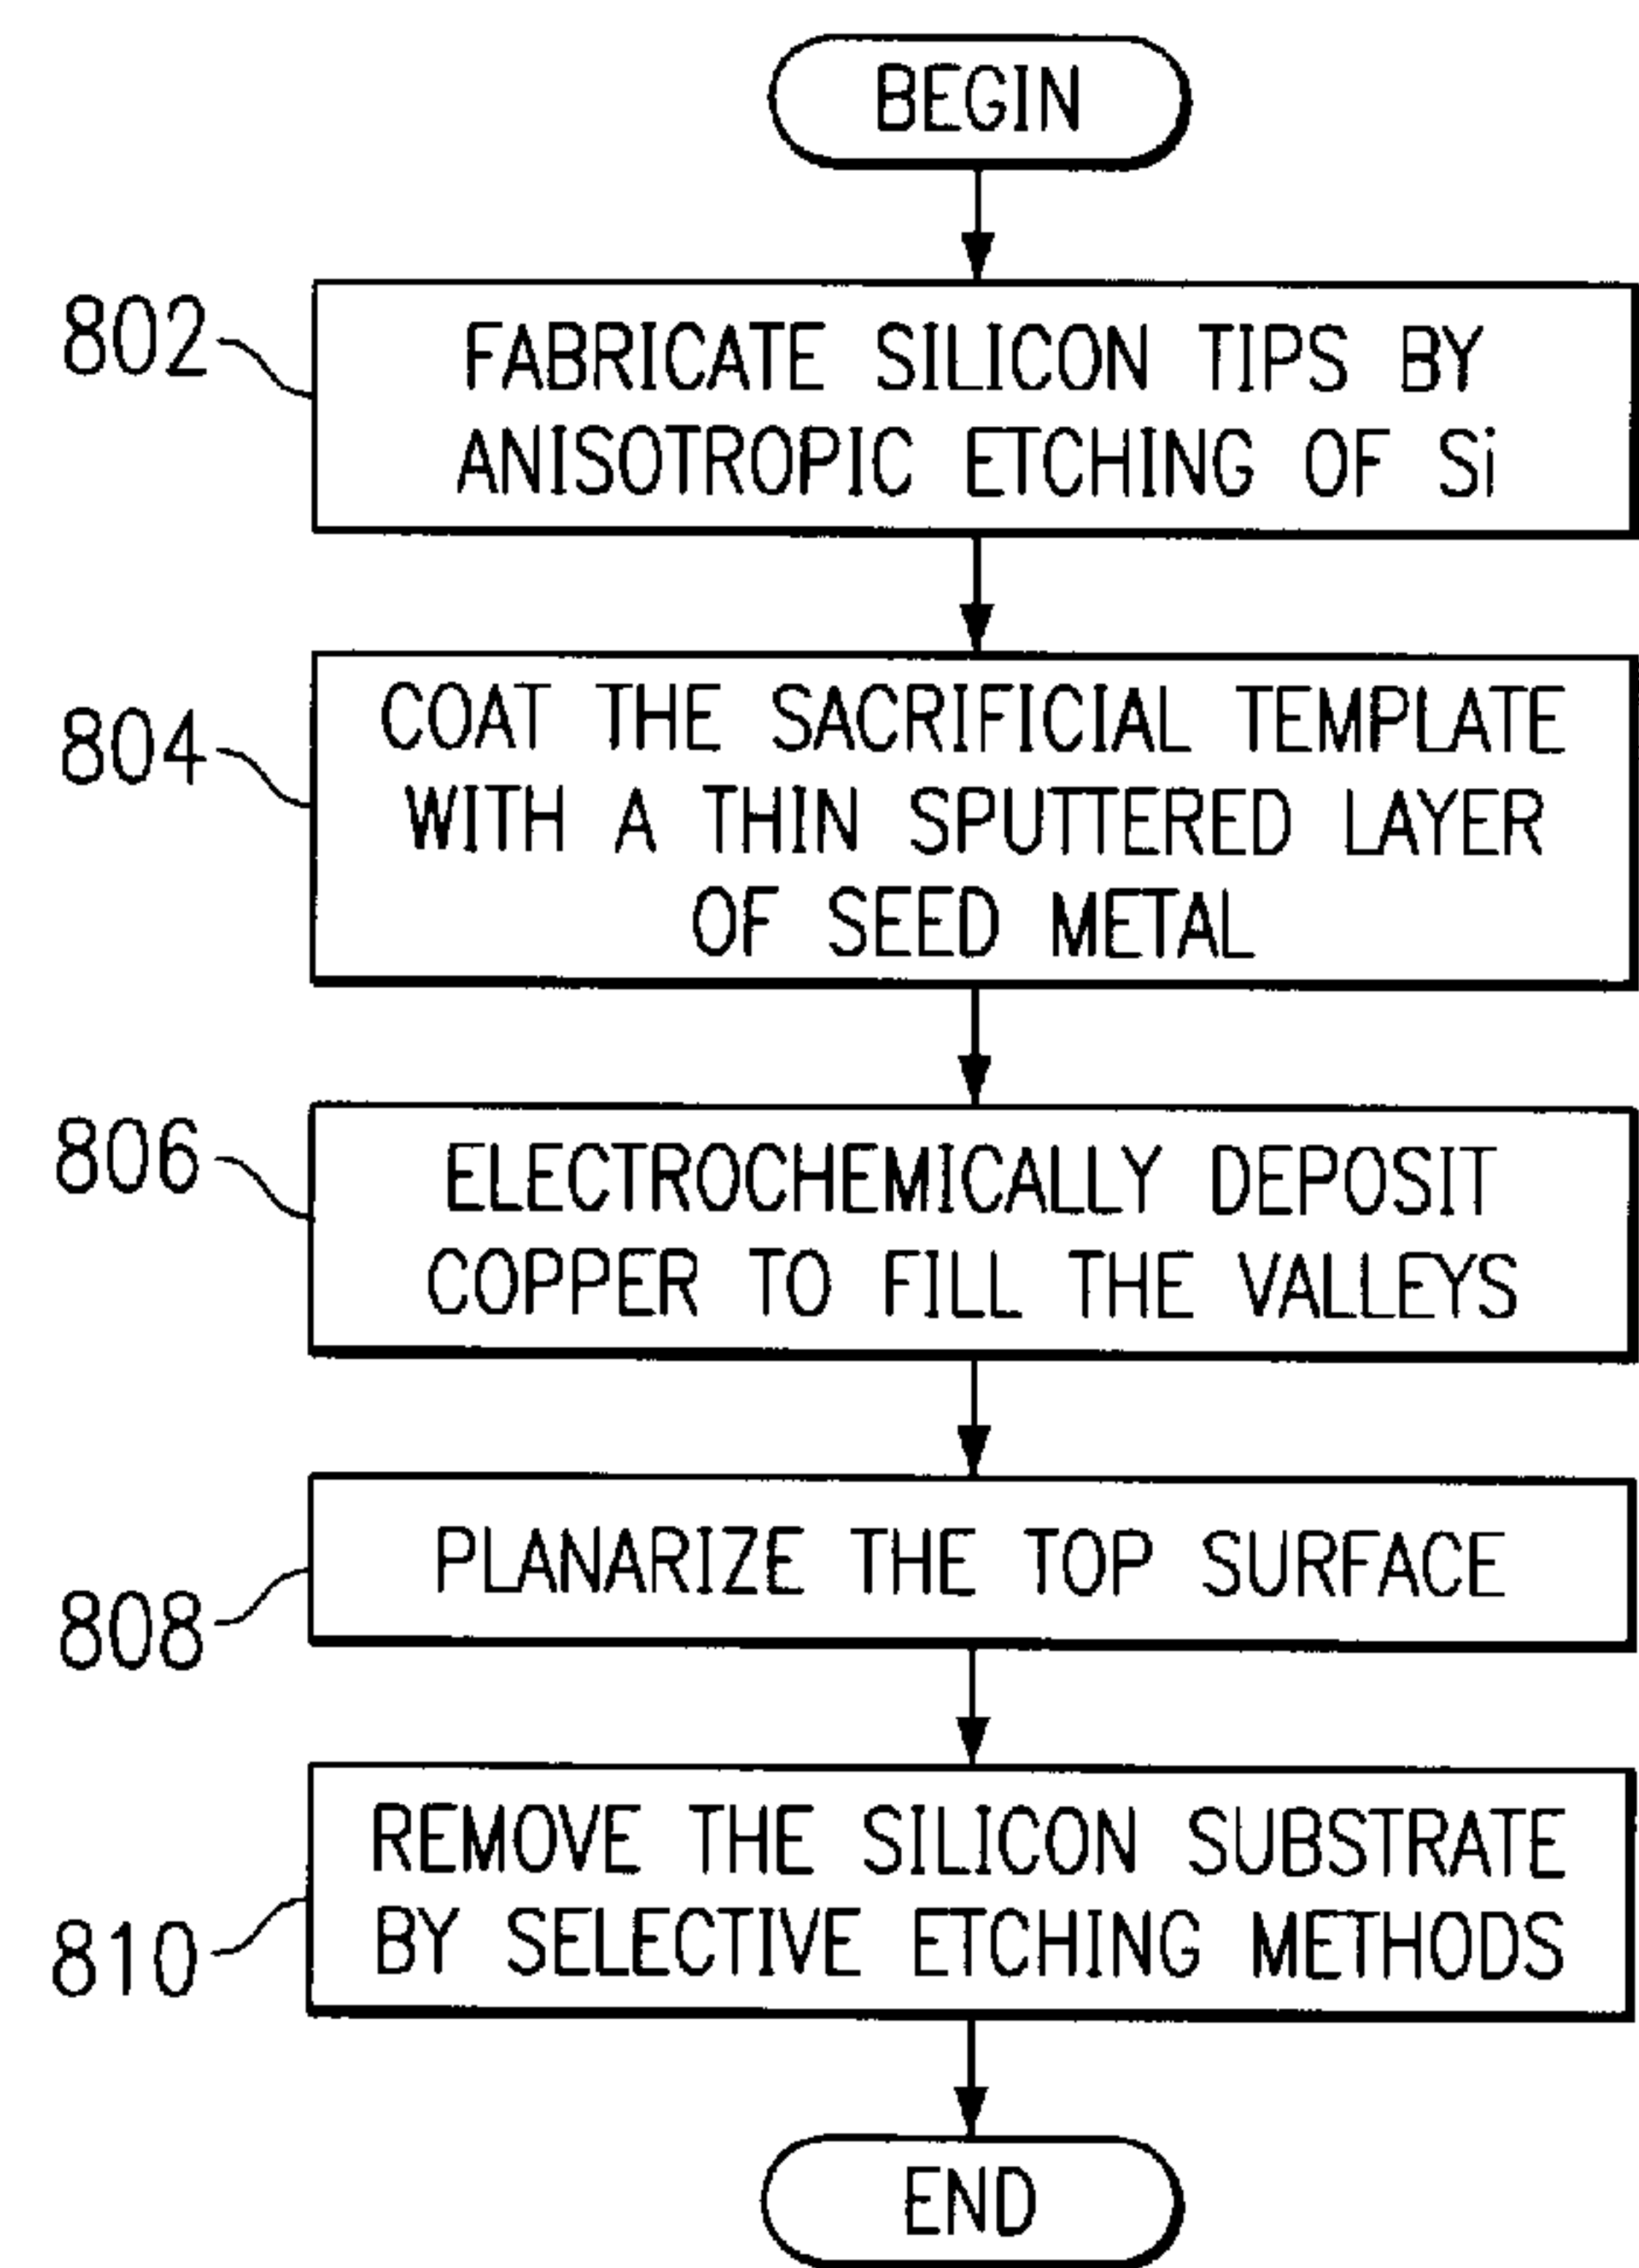 BEGIN
802
FABRICATE SILICON TIPS BY
ANISOTROPIC ETCHING OF Si
804
COAT THE SACRIFICIAL TEMPLATE
WITH A THIN SPUTTERED LAYER
OF SEED METAL
806
ELECTROCHEMICALLY DEPOSIT
COPPER TO FILL THE VALLEYS
808
PLANARIZE THE TOP SURFACE
810
REMOVE THE SILICON SUBSTRATE
BY SELECTIVE ETCHING METHODS
END